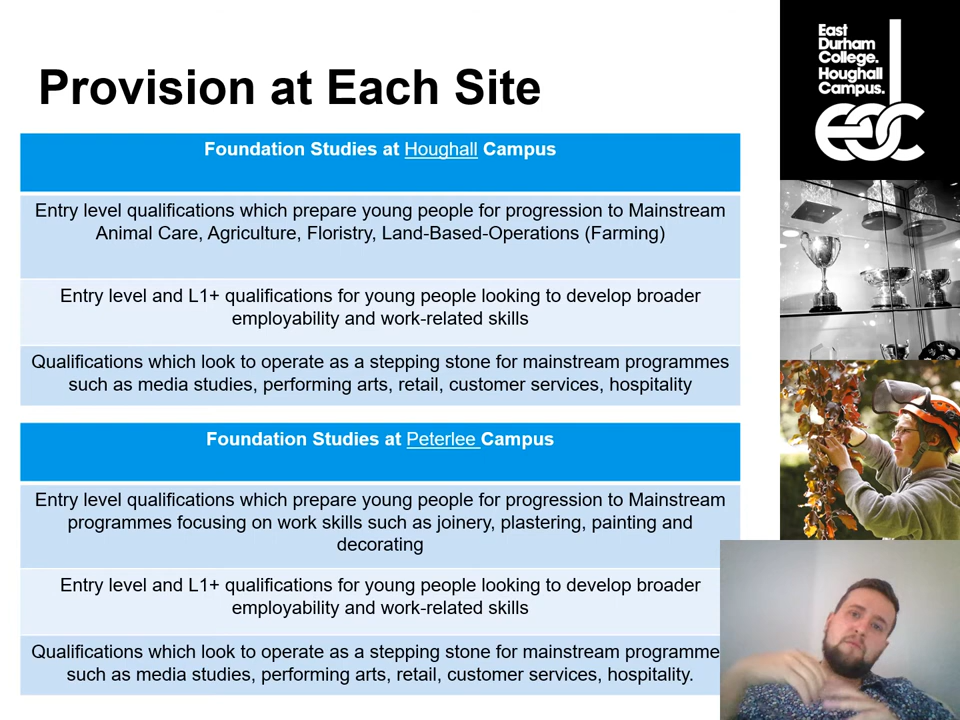 Provision at Each Site
East
Durham
College.
Houghall
Campus.
edc
Foundation Studies at Houghall Campus
Entry level qualifications which prepare young people for progression to Mainstream
Animal Care, Agriculture, Floristry, Land-Based-Operations (Farming)
Entry level and L1+ qualifications for young people looking to develop broader
employability and work-related skills
Qualifications which look to operate as a stepping stone for mainstream programmes
such as media studies, performing arts, retail, customer services, hospitality
Foundation Studies at Peterlee Campus
Entry level qualifications which prepare young people for progression to Mainstream
programmes focusing on work skills such as joinery, plastering, painting and
decorating
Entry level and L1+ qualifications for young people looking to develop broader
employability and work-related skills
Qualifications which look to operate as a stepping stone for mainstream programme
such as media studies, performing arts, retail, customer services, hospitality.